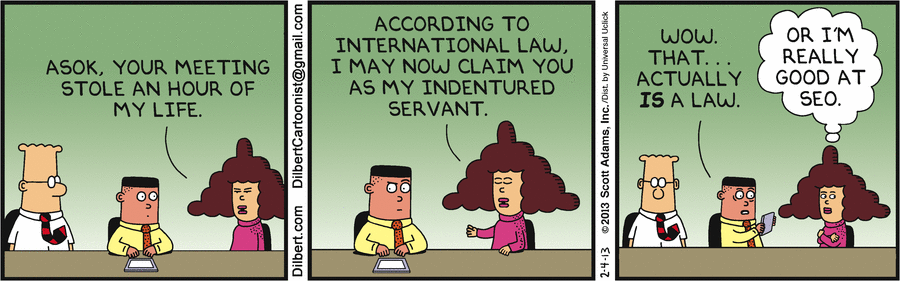 ASOK, YOUR MEETING
STOLE AN HOUR OF
MY LIFE.
Dilbert.com DilbertCartoonist@gmail.com
ACCORDING TO
INTERNATIONAL LAW,
I MAY NOW CLAIM YOU
AS MY INDENTURED
SERVANT.
2-4-13 ©2013 Scott Adams, Inc./Dist. by Universal Uclick
WOW.
THAT...
ACTUALLY
IS A LAW.
OR I'M
REALLY
GOOD AT
SEO.